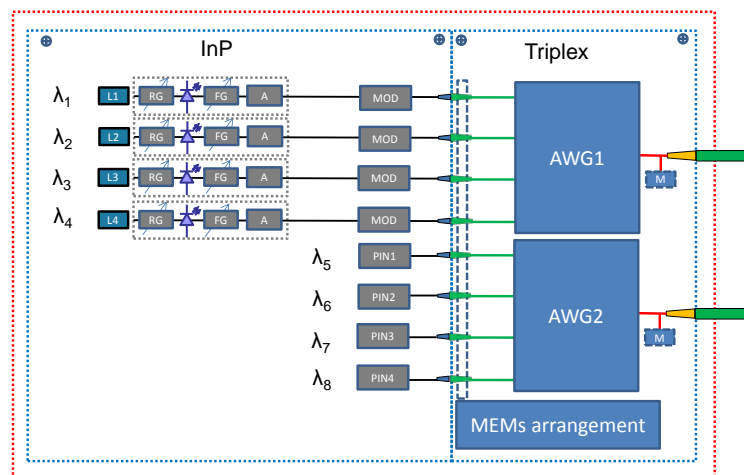 InP
Triplex
λ1 L1 RG FG A MOD
λ2 L2 RG FG A MOD
λ3 L3 RG FG A MOD
λ4 L4 RG FG A MOD
AWG1
M
λ5 PIN1
λ6 PIN2
λ7 PIN3
λ8 PIN4
AWG2
M
MEMs arrangement